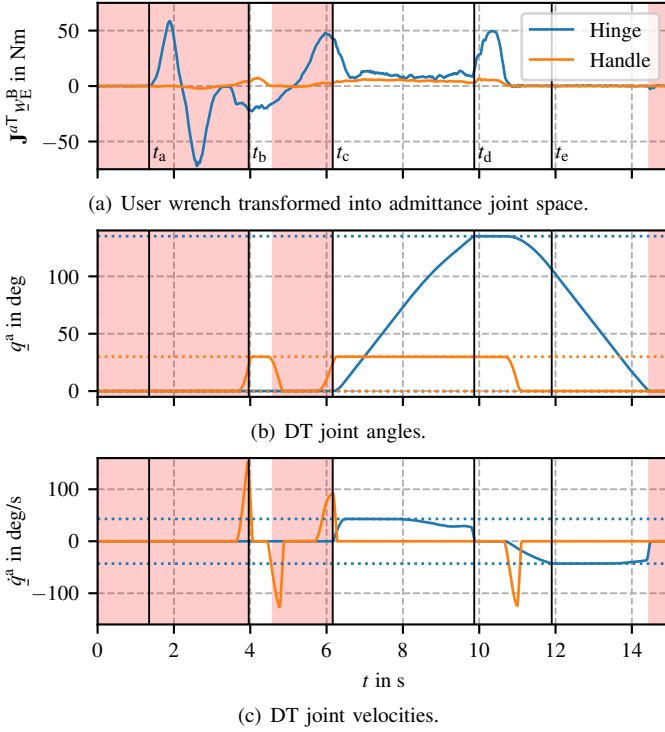 J^{aT} w_E^B in Nm
50
0
−50
Hinge
Handle
t_a
t_b
t_c
t_d
t_e
(a) User wrench transformed into admittance joint space.
q^a in deg
100
50
0
(b) DT joint angles.
q̇^a in deg/s
100
0
−100
0
2
4
6
8
10
12
14
t in s
(c) DT joint velocities.